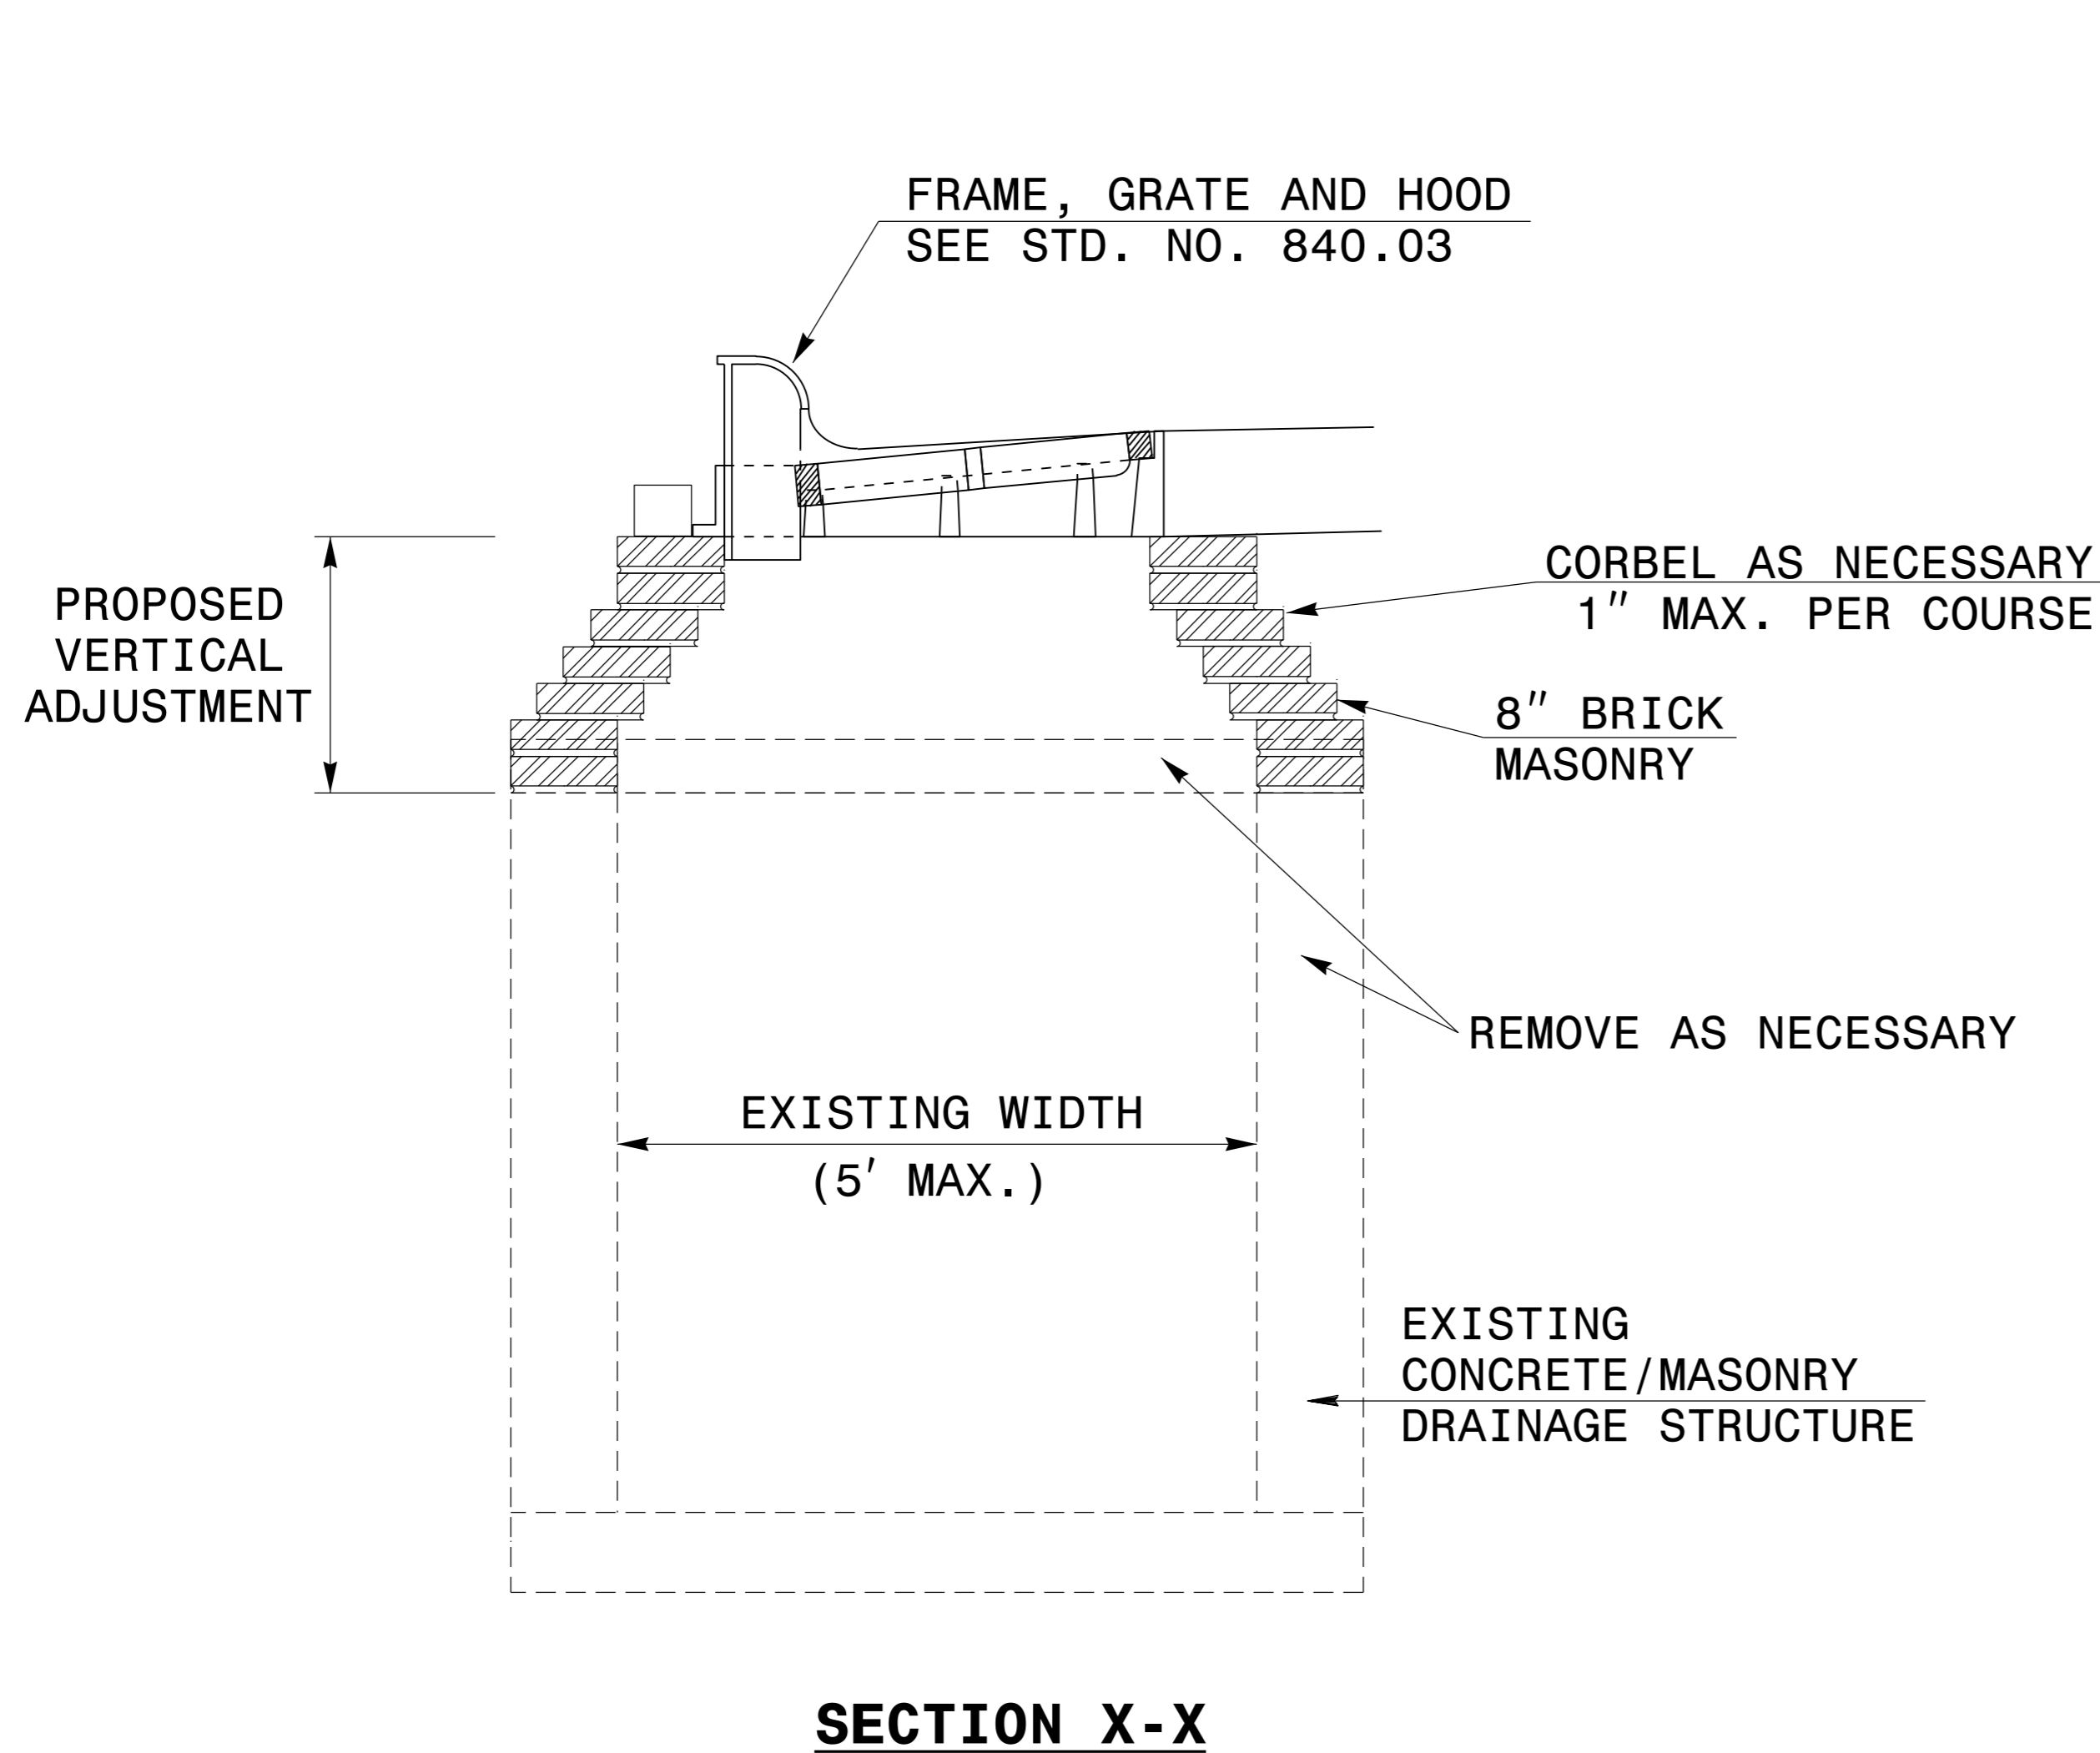 FRAME, GRATE AND HOOD
SEE STD. NO. 840.03
CORBEL AS NECESSARY
1" MAX. PER COURSE
PROPOSED
VERTICAL
ADJUSTMENT
8" BRICK
MASONRY
REMOVE AS NECESSARY
EXISTING WIDTH
(5' MAX.)
EXISTING
CONCRETE/MASONRY
DRAINAGE STRUCTURE
SECTION X-X